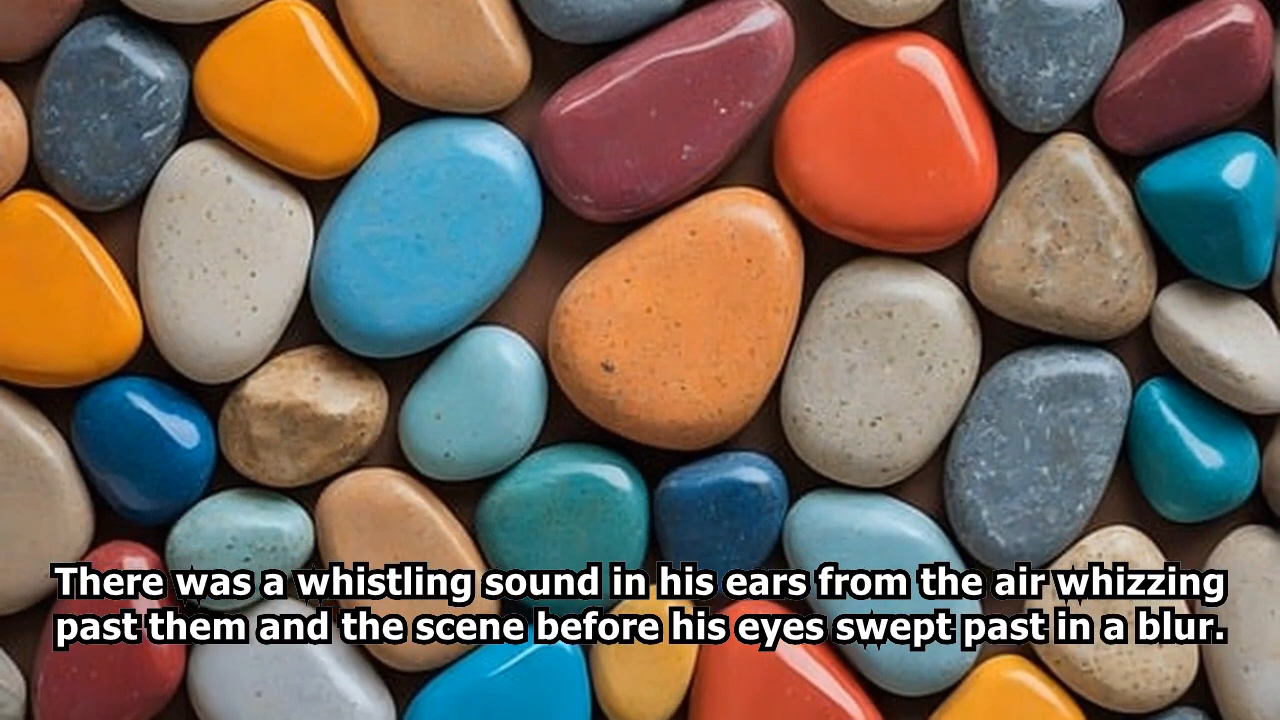 There was a whistling sound in his ears from the air whizzing
past them and the scene before his eyes swept past in a blur.